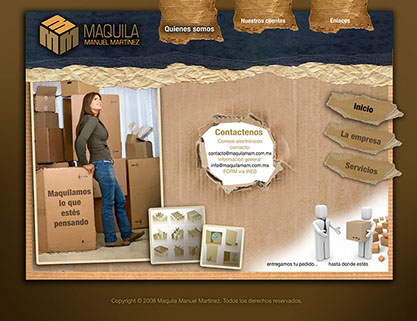 MAQUILA
MANUEL MARTÍNEZ
Quienes somos
Nuestros clientes
Enlaces
Inicio
La empresa
Servicios
Contactenos
Correos electrónicos:
contacto:
contacto@maquilamam.com.mx
Información general:
info@maquilamam.com.mx
FORM via WEB
Maquilamos
lo que
estés
pensando
entregamos tu pedido...
hasta donde estés
Copyright © 2008 Maquila Manuel Martínez. Todos los derechos reservados.